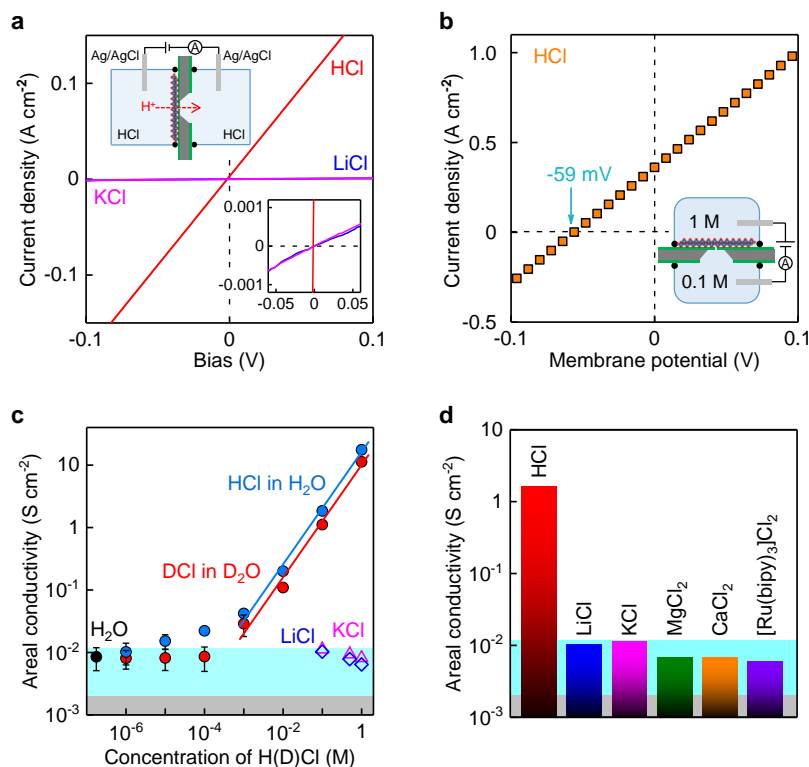 a
Ag/AgCl
A
Ag/AgCl
H⁺
HCl
HCl
HCl
LiCl
KCl
0.1
0
-0.1
Current density (A cm⁻²)
0.001
0
-0.001
-0.05
0
0.05
-0.1
0
0.1
Bias (V)
b
HCl
-59 mV
1 M
0.1 M
A
1.0
0.5
0
-0.5
Current density (A cm⁻²)
-0.1
0
0.1
Membrane potential (V)
c
HCl in H₂O
DCl in D₂O
H₂O
LiCl
KCl
10
1
10⁻¹
10⁻²
10⁻³
Areal conductivity (S cm⁻²)
10⁻⁶
10⁻⁴
10⁻²
1
Concentration of H(D)Cl (M)
d
HCl
LiCl
KCl
MgCl₂
CaCl₂
[Ru(bipy)₃]Cl₂
10
1
10⁻¹
10⁻²
10⁻³
Areal conductivity (S cm⁻²)